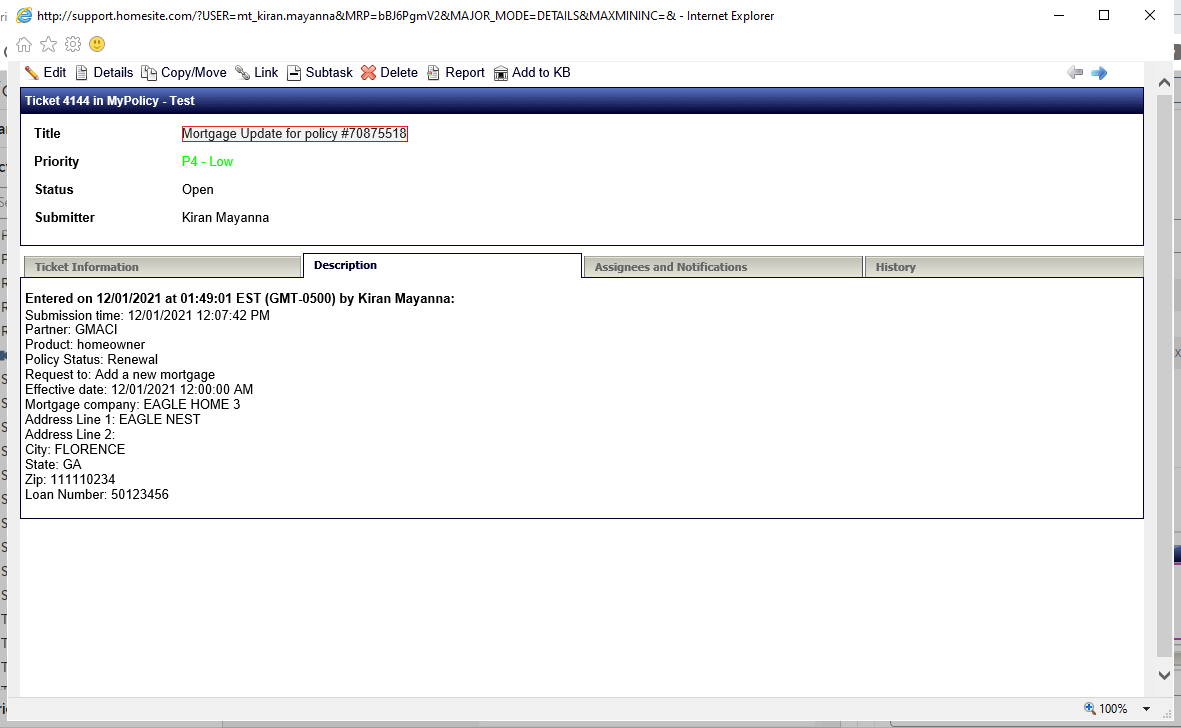 http://support.homesite.com/?USER=mt_kiran.mayanna&MRP=bBJ6PgmV2&MAJOR_MODE=DETAILS&MAXMININC=& - Internet Explorer
Edit Details Copy/Move Link Subtask Delete Report Add to KB
Ticket 4144 in MyPolicy - Test
Title Mortgage Update for policy #70875518
Priority P4 - Low
Status Open
Submitter Kiran Mayanna
Ticket Information Description Assignees and Notifications History
Entered on 12/01/2021 at 01:49:01 EST (GMT-0500) by Kiran Mayanna:
Submission time: 12/01/2021 12:07:42 PM
Partner: GMACI
Product: homeowner
Policy Status: Renewal
Request to: Add a new mortgage
Effective date: 12/01/2021 12:00:00 AM
Mortgage company: EAGLE HOME 3
Address Line 1: EAGLE NEST
Address Line 2:
City: FLORENCE
State: GA
Zip: 111110234
Loan Number: 50123456
100%